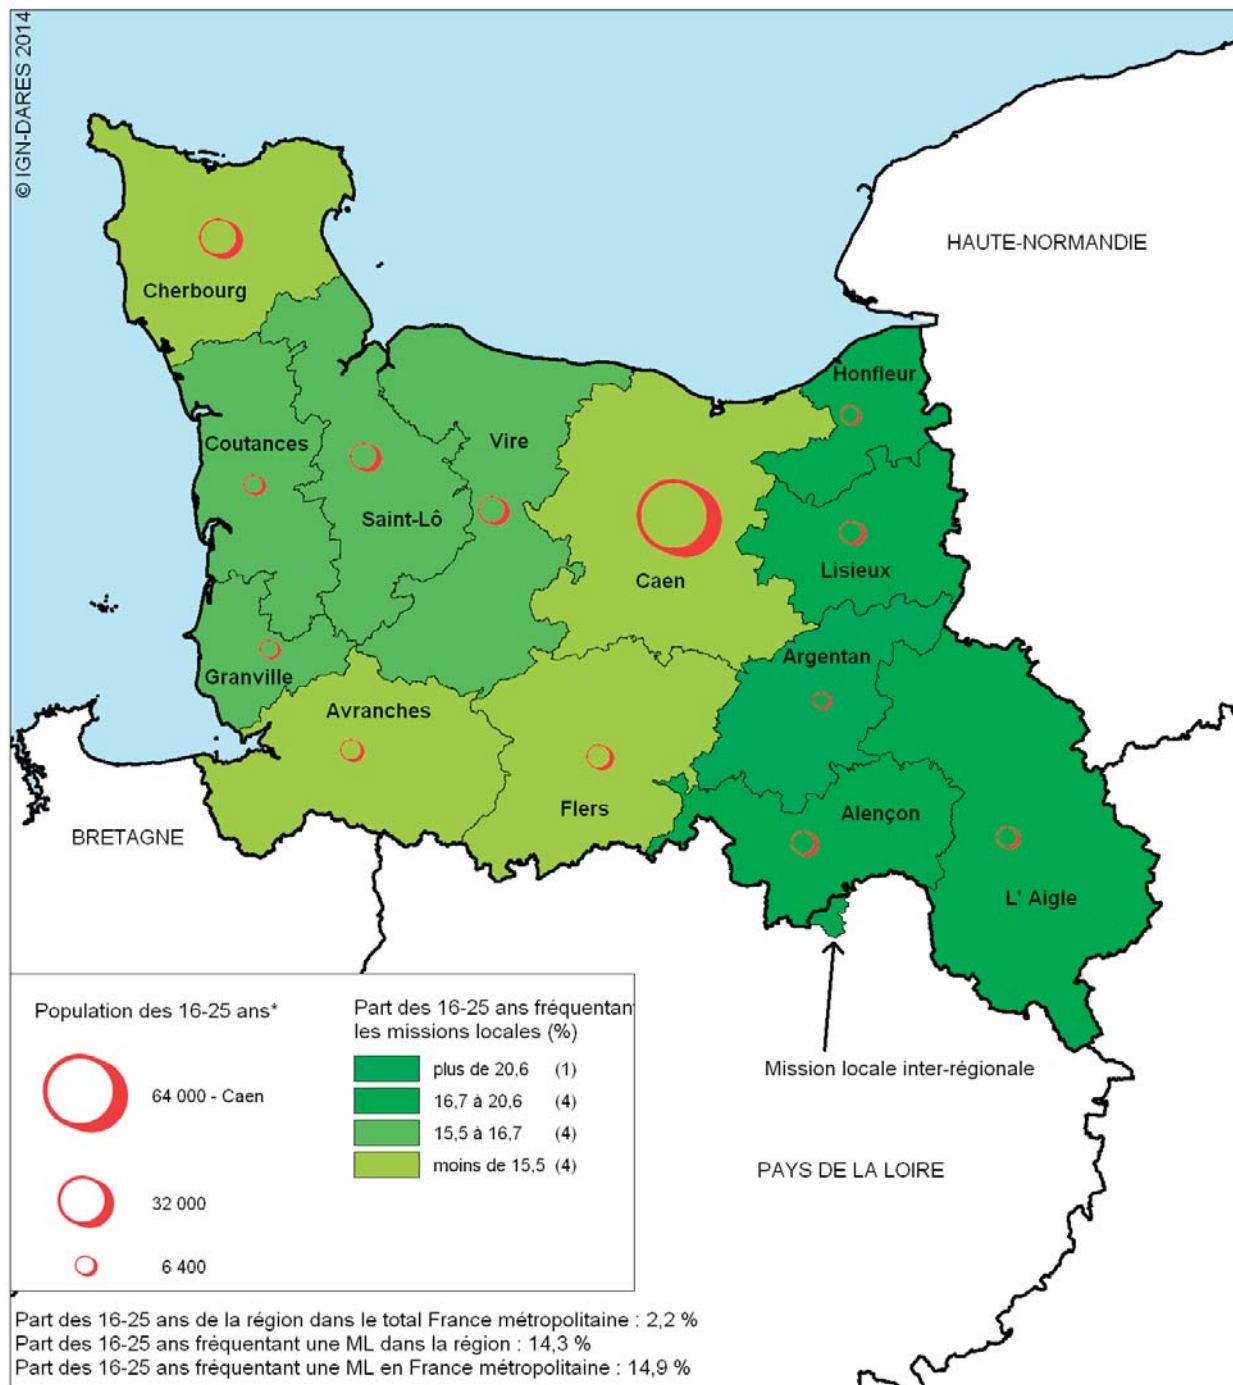 © IGN-DARES 2014
HAUTE-NORMANDIE
Cherbourg
Honfleur
Coutances
Vire
Saint-Lô
Caen
Lisieux
Argentan
Granville
Avranches
Flers
Alençon
L' Aigle
BRETAGNE
Mission locale inter-régionale
PAYS DE LA LOIRE
Population des 16-25 ans*
64 000 - Caen
32 000
6 400
Part des 16-25 ans fréquentant
les missions locales (%)
plus de 20,6 (1)
16,7 à 20,6 (4)
15,5 à 16,7 (4)
moins de 15,5 (4)
Part des 16-25 ans de la région dans le total France métropolitaine : 2,2 %
Part des 16-25 ans fréquentant une ML dans la région : 14,3 %
Part des 16-25 ans fréquentant une ML en France métropolitaine : 14,9 %